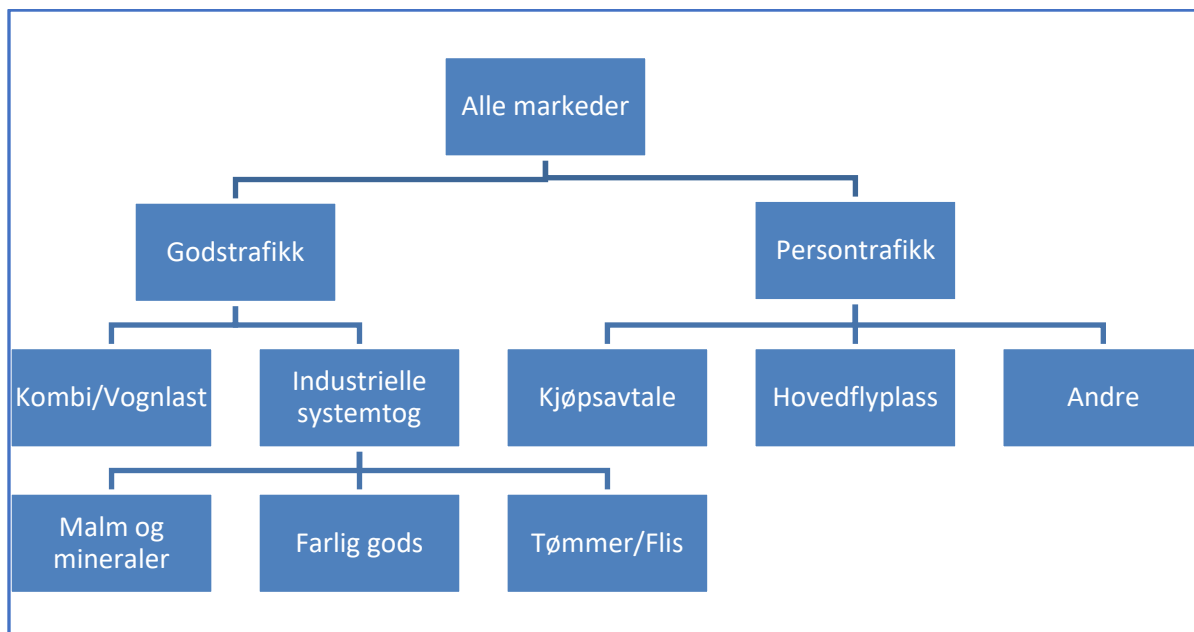 Alle markeder
Godstrafikk
Persontrafikk
Kombi/Vognlast
Industrielle
systemtog
Kjøpsavtale
Hovedflyplass
Andre
Malm og
mineraler
Farlig gods
Tømmer/Flis